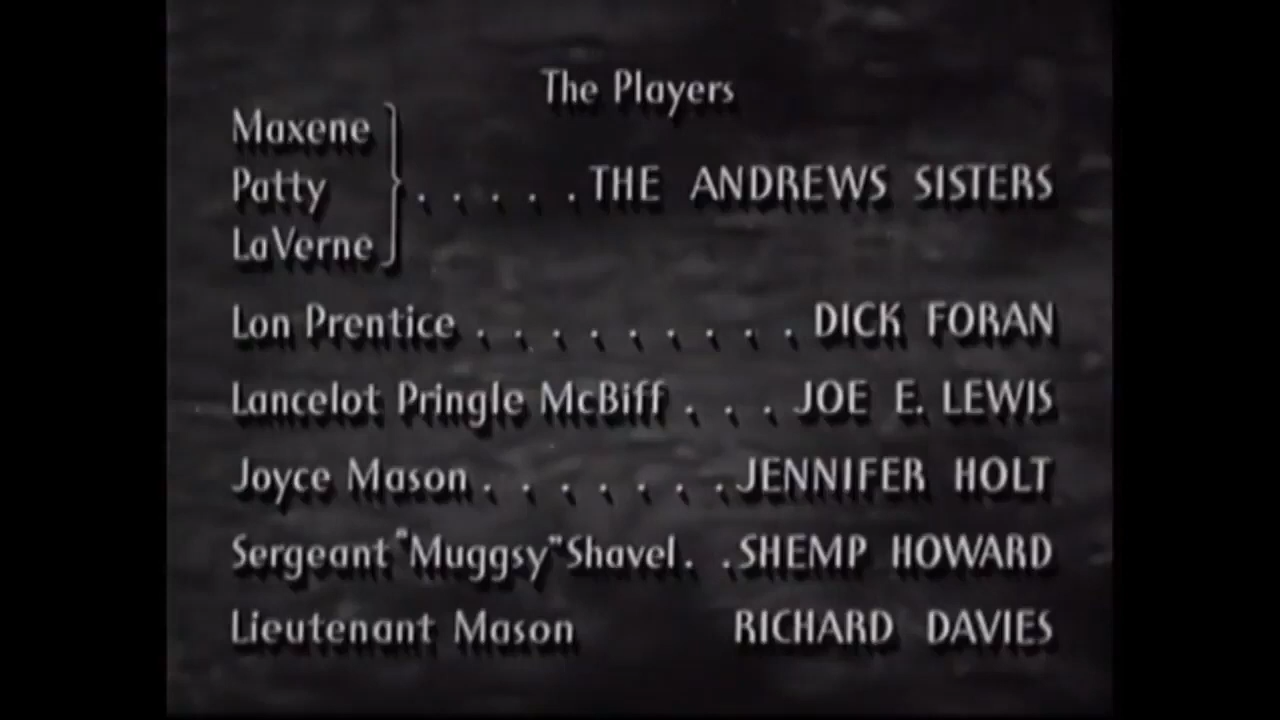 The Players
Maxene
Patty } . . . . . THE ANDREWS SISTERS
LaVerne
Lon Prentice . . . . . . . . . DICK FORAN
Lancelot Pringle McBiff . . . JOE E. LEWIS
Joyce Mason . . . . . . . JENNIFER HOLT
Sergeant "Muggsy" Shavel . . SHEMP HOWARD
Lieutenant Mason RICHARD DAVIES